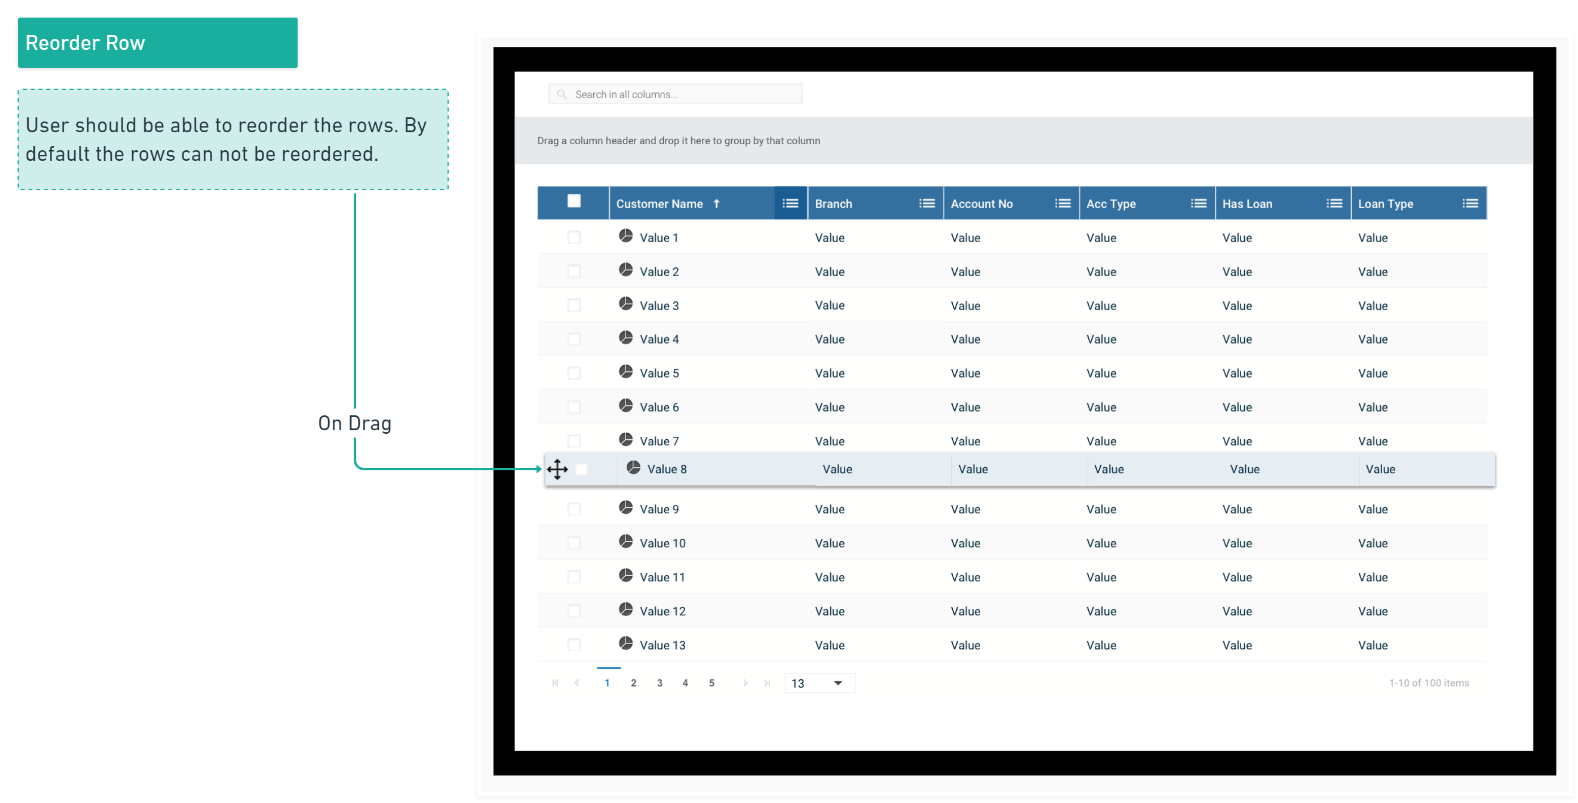 Reorder Row
User should be able to reorder the rows. By
default the rows can not be reordered.
On Drag
Search in all columns...
Drag a column header and drop it here to group by that column
Customer Name ↑ Branch Account No Acc Type Has Loan Loan Type
Value 1 Value Value Value Value Value
Value 2 Value Value Value Value Value
Value 3 Value Value Value Value Value
Value 4 Value Value Value Value Value
Value 5 Value Value Value Value Value
Value 6 Value Value Value Value Value
Value 7 Value Value Value Value Value
Value 8 Value Value Value Value Value
Value 9 Value Value Value Value Value
Value 10 Value Value Value Value Value
Value 11 Value Value Value Value Value
Value 12 Value Value Value Value Value
Value 13 Value Value Value Value Value
1 2 3 4 5 13 1-10 of 100 items